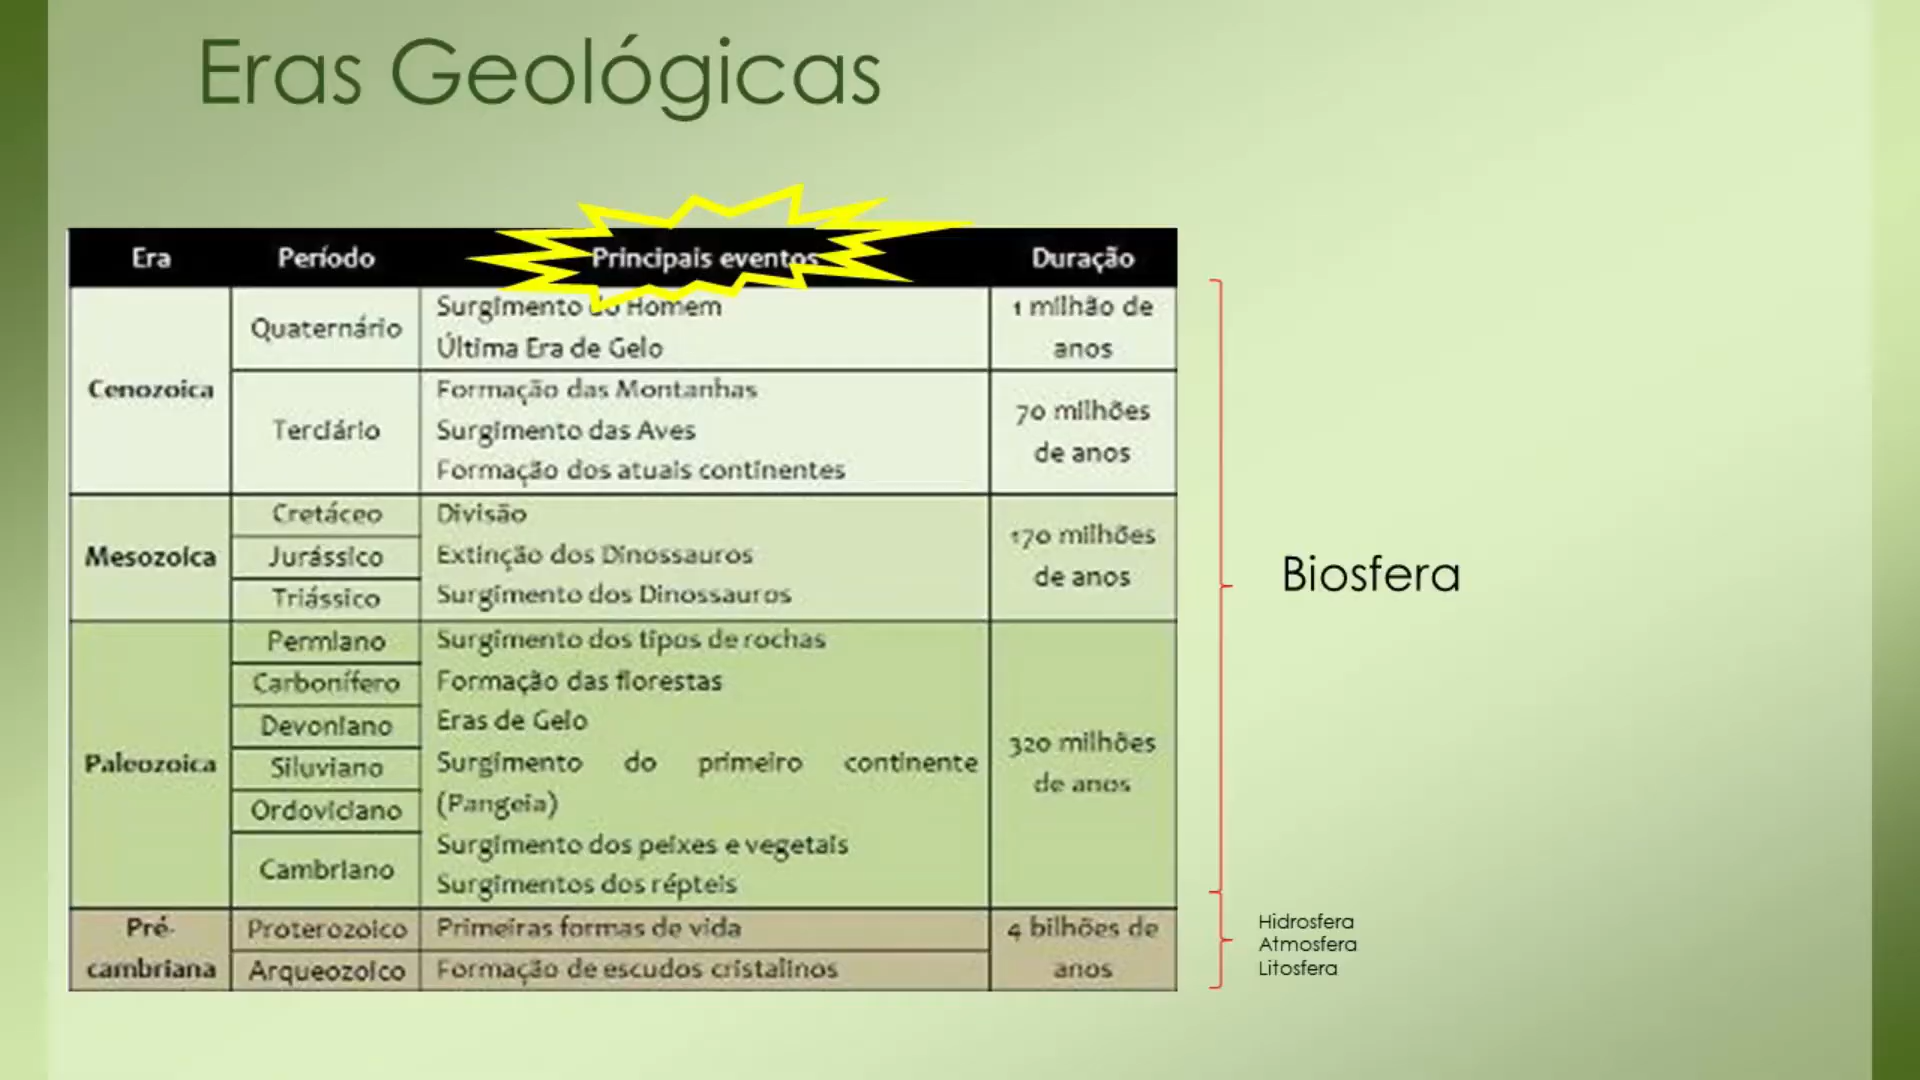 Eras Geológicas
Era Período Principais eventos Duração
Cenozoica
Quaternário
Surgimento do Homem
Última Era de Gelo
1 milhão de
anos
Terciário
Formação das Montanhas
Surgimento das Aves
Formação dos atuais continentes
70 milhões
de anos
Mesozoica
Cretáceo
Jurássico
Triássico
Divisão
Extinção dos Dinossauros
Surgimento dos Dinossauros
170 milhões
de anos
Paleozoica
Permiano
Carbonífero
Devoniano
Siluviano
Ordoviciano
Cambriano
Surgimento dos tipos de rochas
Formação das florestas
Eras de Gelo
Surgimento do primeiro continente
(Pangeia)
Surgimento dos peixes e vegetais
Surgimentos dos répteis
320 milhões
de anos
Pré-
cambriana
Proterozoico
Arqueozoico
Primeiras formas de vida
Formação de escudos cristalinos
4 bilhões de
anos
Biosfera
Hidrosfera
Atmosfera
Litosfera